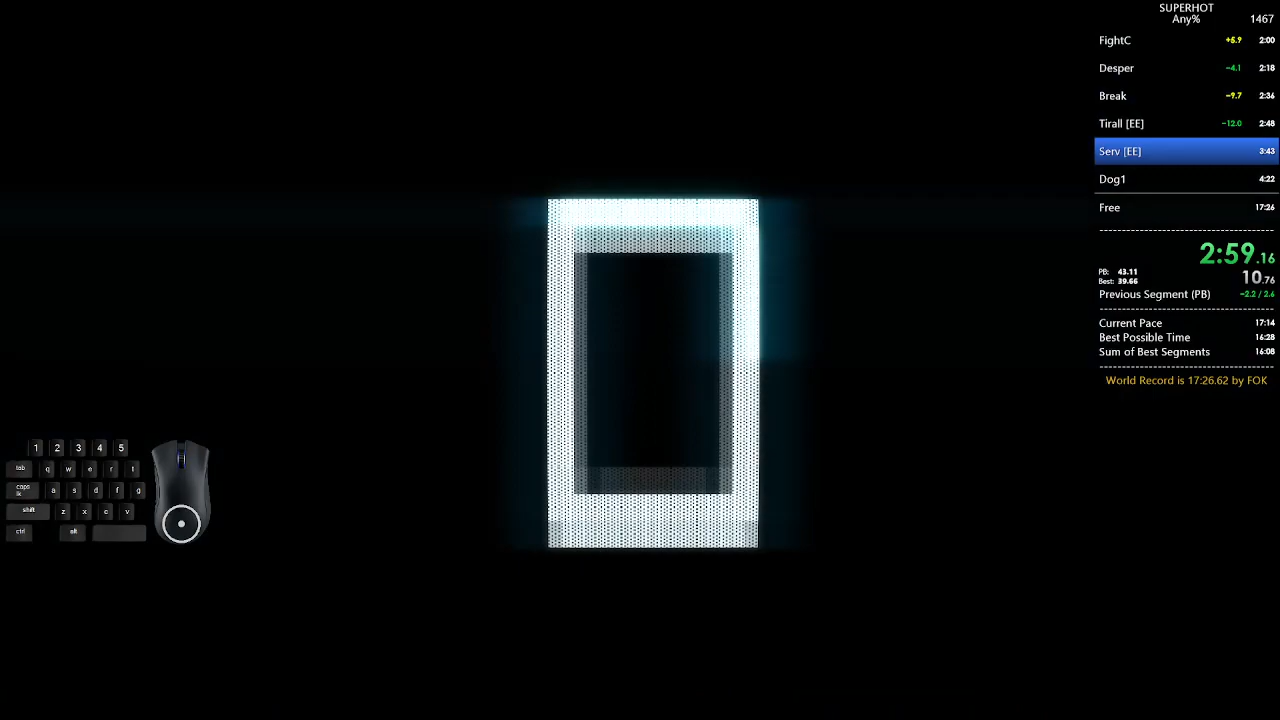 SUPERHOT
Any% 1467
FightC +5.9 2:00
Desper -4.1 2:18
Break -9.7 2:36
Tirall [EE] -12.0 2:48
Serv [EE] 3:43
Dog1 4:22
Free 17:26
2:59.16
PB: 43.11
Best: 39.66
10.76
Previous Segment (PB) -2.2 / 2.6
Current Pace 17:14
Best Possible Time 16:28
Sum of Best Segments 16:08
World Record is 17:26.62 by FOK
1 2 3 4 5
tab q w e r t
caps lk a s d f g
shift z x c v
ctrl alt